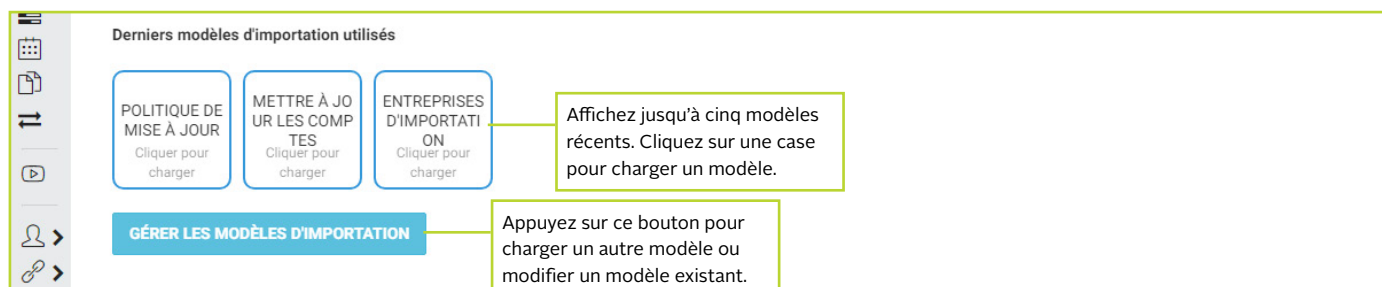 Derniers modèles d'importation utilisés
POLITIQUE DE
MISE À JOUR
Cliquer pour
charger
METTRE À JO
UR LES COMP
TES
Cliquer pour
charger
ENTREPRISES
D'IMPORTATI
ON
Cliquer pour
charger
Affichez jusqu’à cinq modèles
récents. Cliquez sur une case
pour charger un modèle.
GÉRER LES MODÈLES D'IMPORTATION
Appuyez sur ce bouton pour
charger un autre modèle ou
modifier un modèle existant.